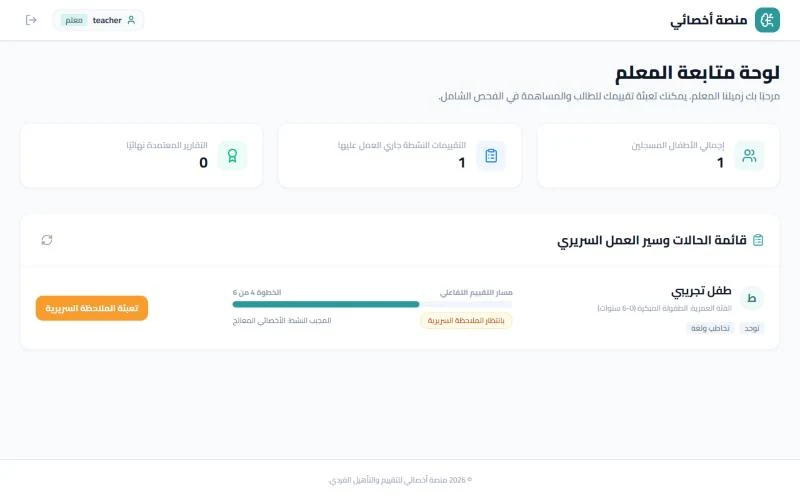 منصة أخصائي
teacher
معلم
لوحة متابعة المعلم
مرحبًا بك زميلنا المعلم. يمكنك تعبئة تقييمك للطالب والمساهمة في الفحص الشامل.
إجمالي الأطفال المسجلين
1
التقييمات النشطة جاري العمل عليها
1
التقارير المعتمدة نهائيًا
0
قائمة الحالات وسير العمل السريري
ط
طفل تجريبي
الفئة العمرية: الطفولة المبكرة (0-6 سنوات)
توحد
تخاطب ولغة
مسار التقييم التفاعلي
الخطوة 4 من 6
بانتظار الملاحظة السريرية
المجيب النشط: الأخصائي المعالج
تعبئة الملاحظة السريرية
© 2026 منصة أخصائي للتقييم والتأهيل الفردي.